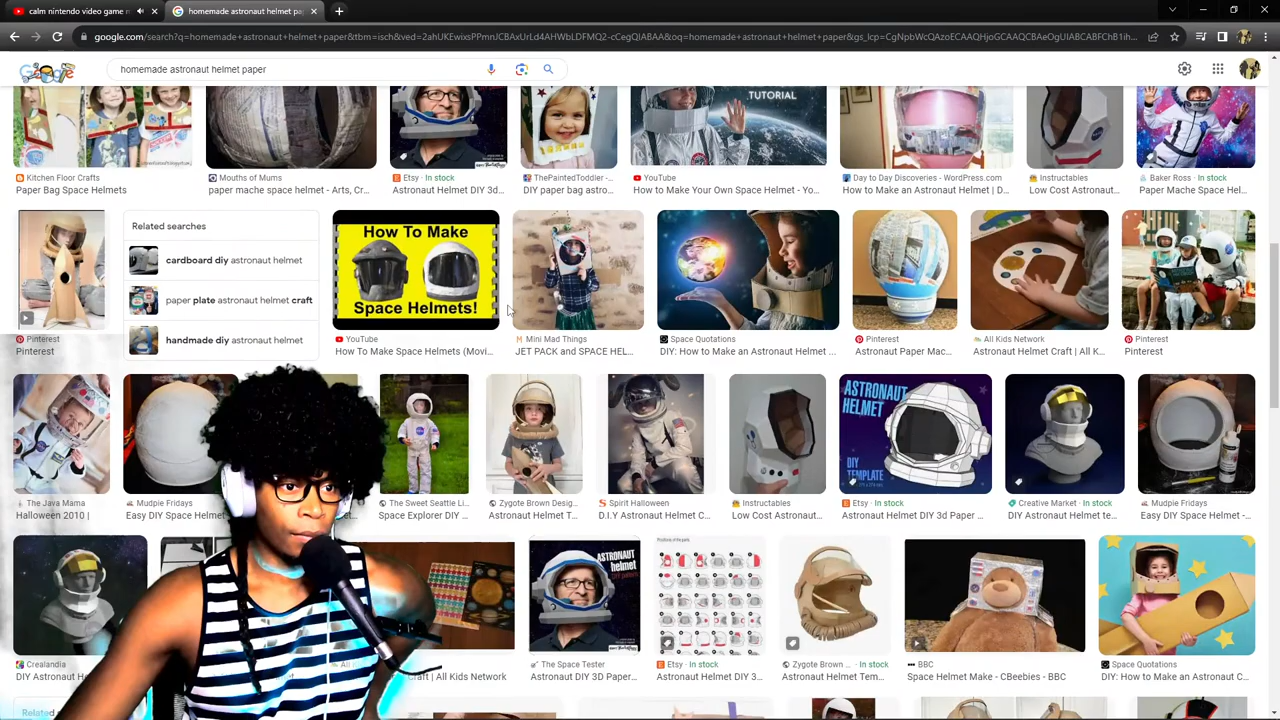 calm nintendo video game m
homemade astronaut helmet pa
google.com/search?q=homemade+astronaut+helmet+paper&tbm=isch&ved=2ahUKEwixsPPmnJCBAxUrLd4AHWbLDFMQ2-cCegQIABAA&oq=homemade+astronaut+helmet+paper&gs_lcp=CgNpbWcQAzoECAAQHjoGCAAQCBAeOgUIABCABFChB1ih...
homemade astronaut helmet paper
TUTORIAL
Kitchen Floor Crafts
Paper Bag Space Helmets
Mouths of Mums
paper mache space helmet - Arts, Cr...
Etsy · In stock
Astronaut Helmet DIY 3d...
ThePaintedToddler -...
DIY paper bag astro...
YouTube
How to Make Your Own Space Helmet - Yo...
Day to Day Discoveries - WordPress.com
How to Make an Astronaut Helmet | D...
Instructables
Low Cost Astronaut...
Baker Ross · In stock
Paper Mache Space Hel...
Pinterest
Pinterest
Related searches
cardboard diy astronaut helmet
paper plate astronaut helmet craft
handmade diy astronaut helmet
How To Make
Space Helmets!
YouTube
How To Make Space Helmets (Movi...
Mini Mad Things
JET PACK and SPACE HEL...
Space Quotations
DIY: How to Make an Astronaut Helmet ...
Pinterest
Astronaut Paper Mac...
All Kids Network
Astronaut Helmet Craft | All K...
Pinterest
Pinterest
The Java Mama
Halloween 2010 |
Mudpie Fridays
Easy DIY Space Helmet
The Sweet Seattle Li...
Space Explorer DIY ...
Zygote Brown Desig...
Astronaut Helmet T...
Spirit Halloween
D.I.Y Astronaut Helmet C...
Instructables
Low Cost Astronaut...
ASTRONAUT
HELMET
DIY
TEMPLATE
Etsy · In stock
Astronaut Helmet DIY 3d Paper ...
Creative Market · In stock
DIY Astronaut Helmet te...
Mudpie Fridays
Easy DIY Space Helmet -...
Crealandia
DIY Astronaut H
Craft | All Kids Network
ASTRONAUT
helmet
The Space Tester
Astronaut DIY 3D Paper...
Etsy · In stock
Astronaut Helmet DIY 3...
Zygote Brown ... · In stock
Astronaut Helmet Tem...
BBC
Space Helmet Make - CBeebies - BBC
Space Quotations
DIY: How to Make an Astronaut C...
Related